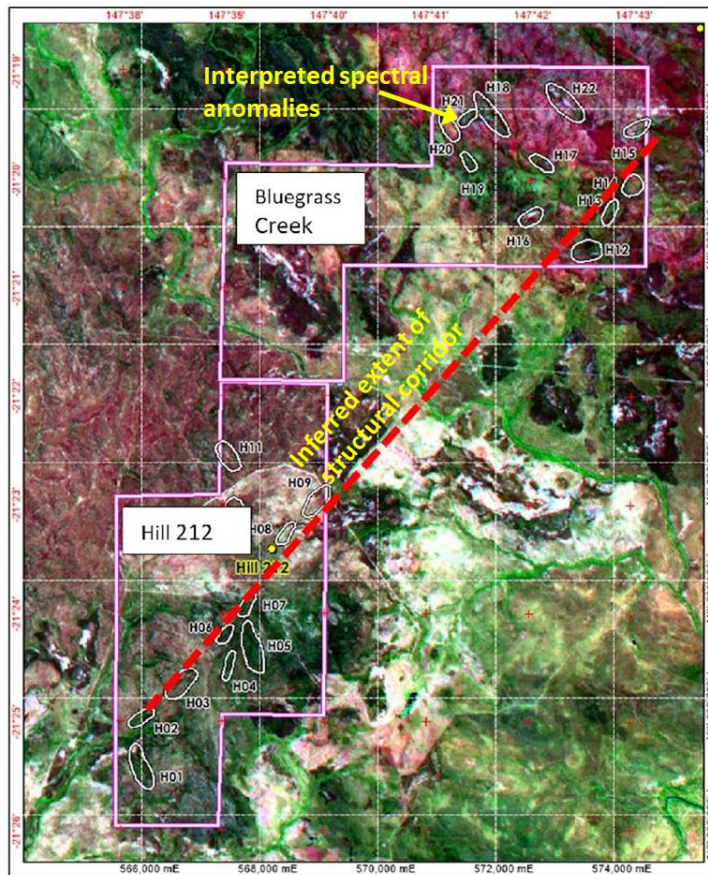 147°38' 147°39' 147°40' 147°41' 147°42' 147°43'
-21°19'
Interpreted spectral
anomalies
H21 H18 H22
H20
H19
H17
H15
H13
H16
H12
-21°20'
Bluegrass
Creek
-21°21'
-21°22'
Inferred extent of
structural corridor
H11
H09
-21°23'
Hill 212
H08
Hill 212
-21°24'
H07
H06
H05
H04
H03
-21°25'
H02
H01
-21°26'
566,000 mE 568,000 mE 570,000 mE 572,000 mE 574,000 mE